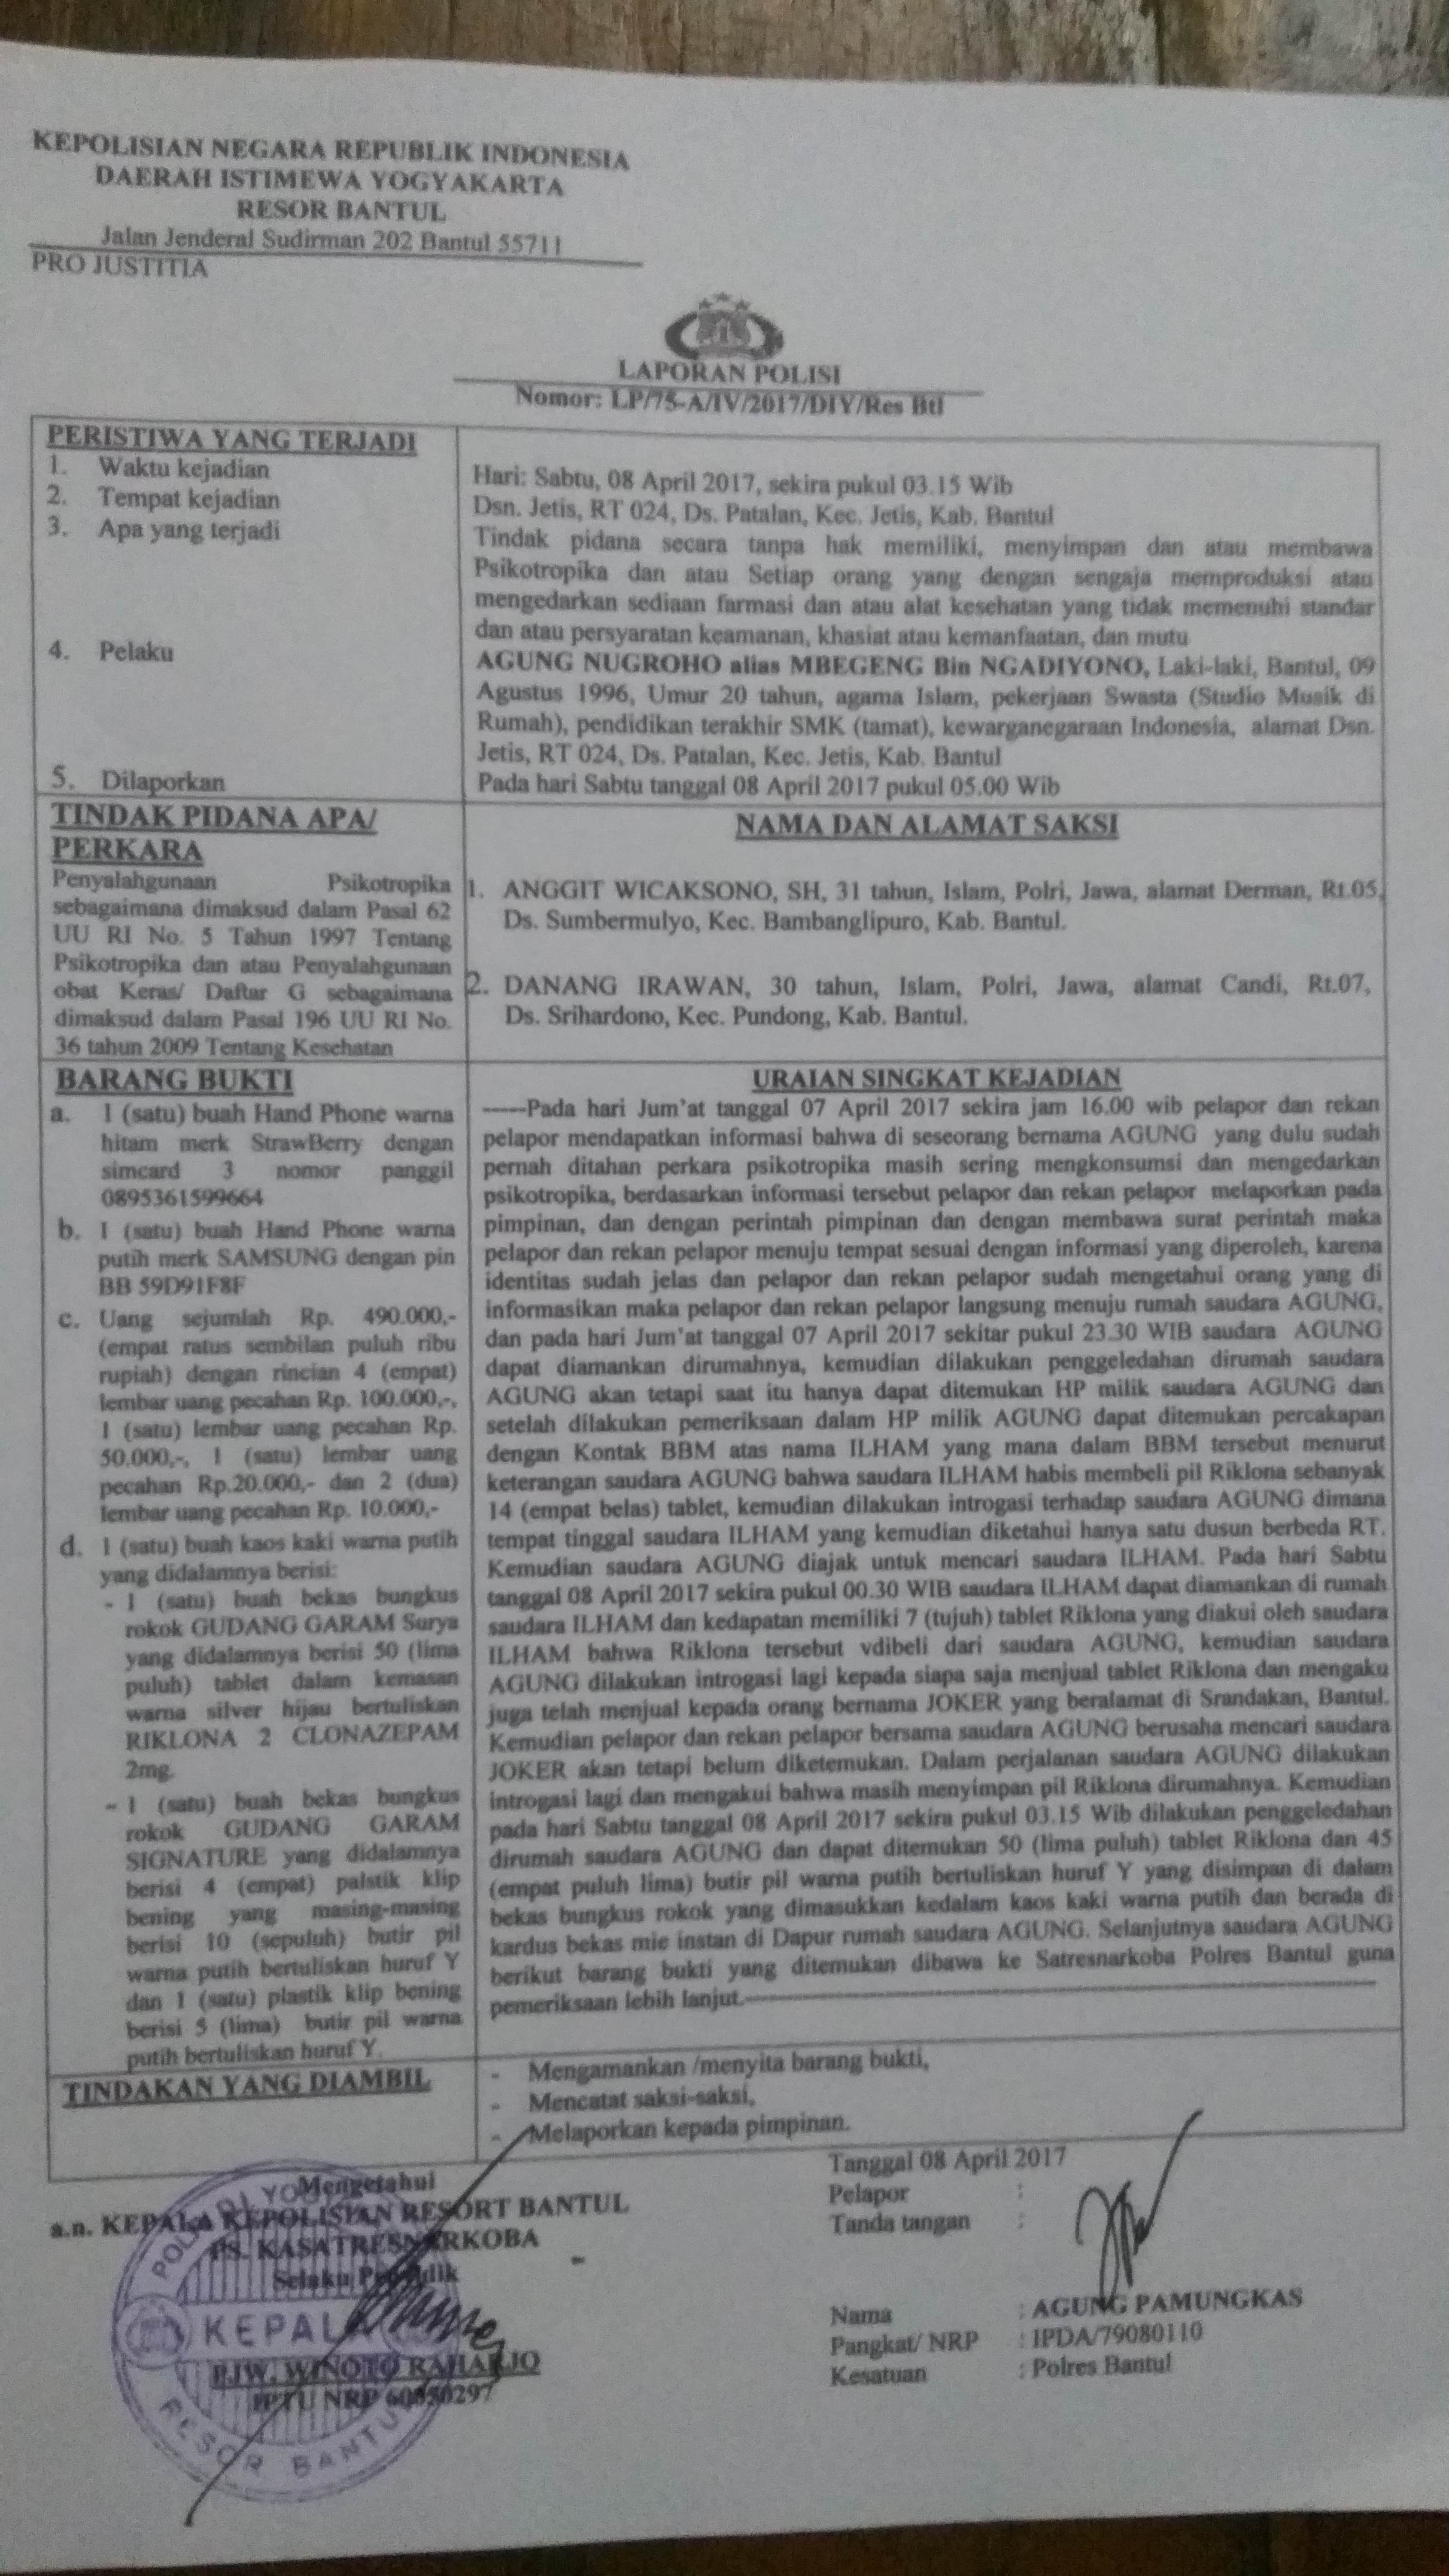 KEPOLISIAN NEGARA REPUBLIK INDONESIA
DAERAH ISTIMEWA YOGYAKARTA
RESOR BANTUL
Jalan Jenderal Sudirman 202 Bantul 55711
PRO JUSTITIA
LAPORAN POLISI
Nomor: LP/75-A/IV/2017/DIY/Res Btl
PERISTIWA YANG TERJADI
1. Waktu kejadian
Hari: Sabtu, 08 April 2017, sekira pukul 03.15 Wib
2. Tempat kejadian
Dsn. Jetis, RT 024, Ds. Patalan, Kec. Jetis, Kab. Bantul
3. Apa yang terjadi
Tindak pidana secara tanpa hak memiliki, menyimpan dan atau membawa
Psikotropika dan atau Setiap orang yang dengan sengaja memproduksi atau
mengedarkan sediaan farmasi dan atau alat kesehatan yang tidak memenuhi standar
dan atau persyaratan keamanan, khasiat atau kemanfaatan, dan mutu
4. Pelaku
AGUNG NUGROHO alias MBEGENG Bin NGADIYONO, Laki-laki, Bantul, 09
Agustus 1996, Umur 20 tahun, agama Islam, pekerjaan Swasta (Studio Musik di
Rumah), pendidikan terakhir SMK (tamat), kewarganegaraan Indonesia, alamat Dsn.
Jetis, RT 024, Ds. Patalan, Kec. Jetis, Kab. Bantul
5. Dilaporkan
Pada hari Sabtu tanggal 08 April 2017 pukul 05.00 Wib
TINDAK PIDANA APA/
PERKARA
Penyalahgunaan Psikotropika
sebagaimana dimaksud dalam Pasal 62
UU RI No. 5 Tahun 1997 Tentang
Psikotropika dan atau Penyalahgunaan
obat Keras/ Daftar G sebagaimana
dimaksud dalam Pasal 196 UU RI No.
36 tahun 2009 Tentang Kesehatan
NAMA DAN ALAMAT SAKSI
1. ANGGIT WICAKSONO, SH, 31 tahun, Islam, Polri, Jawa, alamat Derman, Rt.05,
Ds. Sumbermulyo, Kec. Bambanglipuro, Kab. Bantul.
2. DANANG IRAWAN, 30 tahun, Islam, Polri, Jawa, alamat Candi, Rt.07,
Ds. Srihardono, Kec. Pundong, Kab. Bantul.
BARANG BUKTI
a. 1 (satu) buah Hand Phone warna
hitam merk StrawBerry dengan
simcard 3 nomor panggil
0895361599664
b. 1 (satu) buah Hand Phone warna
putih merk SAMSUNG dengan pin
BB 59D91F8F
c. Uang sejumlah Rp. 490.000,-
(empat ratus sembilan puluh ribu
rupiah) dengan rincian 4 (empat)
lembar uang pecahan Rp. 100.000,-,
1 (satu) lembar uang pecahan Rp.
50.000,-, 1 (satu) lembar uang
pecahan Rp.20.000,- dan 2 (dua)
lembar uang pecahan Rp. 10.000,-
d. 1 (satu) buah kaos kaki warna putih
yang didalamnya berisi:
- 1 (satu) buah bekas bungkus
rokok GUDANG GARAM Surya
yang didalamnya berisi 50 (lima
puluh) tablet dalam kemasan
warna silver hijau bertuliskan
RIKLONA 2 CLONAZEPAM
2mg.
- 1 (satu) buah bekas bungkus
rokok GUDANG GARAM
SIGNATURE yang didalamnya
berisi 4 (empat) palstik klip
bening yang masing-masing
berisi 10 (sepuluh) butir pil
warna putih bertuliskan huruf Y
dan 1 (satu) plastik klip bening
berisi 5 (lima) butir pil warna
putih bertuliskan huruf Y.
URAIAN SINGKAT KEJADIAN
-----Pada hari Jum'at tanggal 07 April 2017 sekira jam 16.00 wib pelapor dan rekan
pelapor mendapatkan informasi bahwa di seseorang bernama AGUNG yang dulu sudah
pernah ditahan perkara psikotropika masih sering mengkonsumsi dan mengedarkan
psikotropika, berdasarkan informasi tersebut pelapor dan rekan pelapor melaporkan pada
pimpinan, dan dengan perintah pimpinan dan dengan membawa surat perintah maka
pelapor dan rekan pelapor menuju tempat sesuai dengan informasi yang diperoleh, karena
identitas sudah jelas dan pelapor dan rekan pelapor sudah mengetahui orang yang di
informasikan maka pelapor dan rekan pelapor langsung menuju rumah saudara AGUNG,
dan pada hari Jum'at tanggal 07 April 2017 sekitar pukul 23.30 WIB saudara AGUNG
dapat diamankan dirumahnya, kemudian dilakukan penggeledahan dirumah saudara
AGUNG akan tetapi saat itu hanya dapat ditemukan HP milik saudara AGUNG dan
setelah dilakukan pemeriksaan dalam HP milik AGUNG dapat ditemukan percakapan
dengan Kontak BBM atas nama ILHAM yang mana dalam BBM tersebut menurut
keterangan saudara AGUNG bahwa saudara ILHAM habis membeli pil Riklona sebanyak
14 (empat belas) tablet, kemudian dilakukan introgasi terhadap saudara AGUNG dimana
tempat tinggal saudara ILHAM yang kemudian diketahui hanya satu dusun berbeda RT.
Kemudian saudara AGUNG diajak untuk mencari saudara ILHAM. Pada hari Sabtu
tanggal 08 April 2017 sekira pukul 00.30 WIB saudara ILHAM dapat diamankan di rumah
saudara ILHAM dan kedapatan memiliki 7 (tujuh) tablet Riklona yang diakui oleh saudara
ILHAM bahwa Riklona tersebut vdibeli dari saudara AGUNG, kemudian saudara
AGUNG dilakukan introgasi lagi kepada siapa saja menjual tablet Riklona dan mengaku
juga telah menjual kepada orang bernama JOKER yang beralamat di Srandakan, Bantul.
Kemudian pelapor dan rekan pelapor bersama saudara AGUNG berusaha mencari saudara
JOKER akan tetapi belum diketemukan. Dalam perjalanan saudara AGUNG dilakukan
introgasi lagi dan mengakui bahwa masih menyimpan pil Riklona dirumahnya. Kemudian
pada hari Sabtu tanggal 08 April 2017 sekira pukul 03.15 Wib dilakukan penggeledahan
dirumah saudara AGUNG dan dapat ditemukan 50 (lima puluh) tablet Riklona dan 45
(empat puluh lima) butir pil warna putih bertuliskan huruf Y yang disimpan di dalam
bekas bungkus rokok yang dimasukkan kedalam kaos kaki warna putih dan berada di
kardus bekas mie instan di Dapur rumah saudara AGUNG. Selanjutnya saudara AGUNG
berikut barang bukti yang ditemukan dibawa ke Satresnarkoba Polres Bantul guna
pemeriksaan lebih lanjut.
TINDAKAN YANG DIAMBIL
- Mengamankan /menyita barang bukti,
- Mencatat saksi-saksi,
- Melaporkan kepada pimpinan.
Mengetahui
a.n. KEPALA KEPOLISIAN RESORT BANTUL
PS. KASATRESNARKOBA
Selaku Penyidik
KEPALA
RESOR BANTUL
P.J.W. WINOTO RAHARJO
IPTU NRP 60050297
Tanggal 08 April 2017
Pelapor :
Tanda tangan :
Nama : AGUNG PAMUNGKAS
Pangkat/ NRP : IPDA/79080110
Kesatuan : Polres Bantul